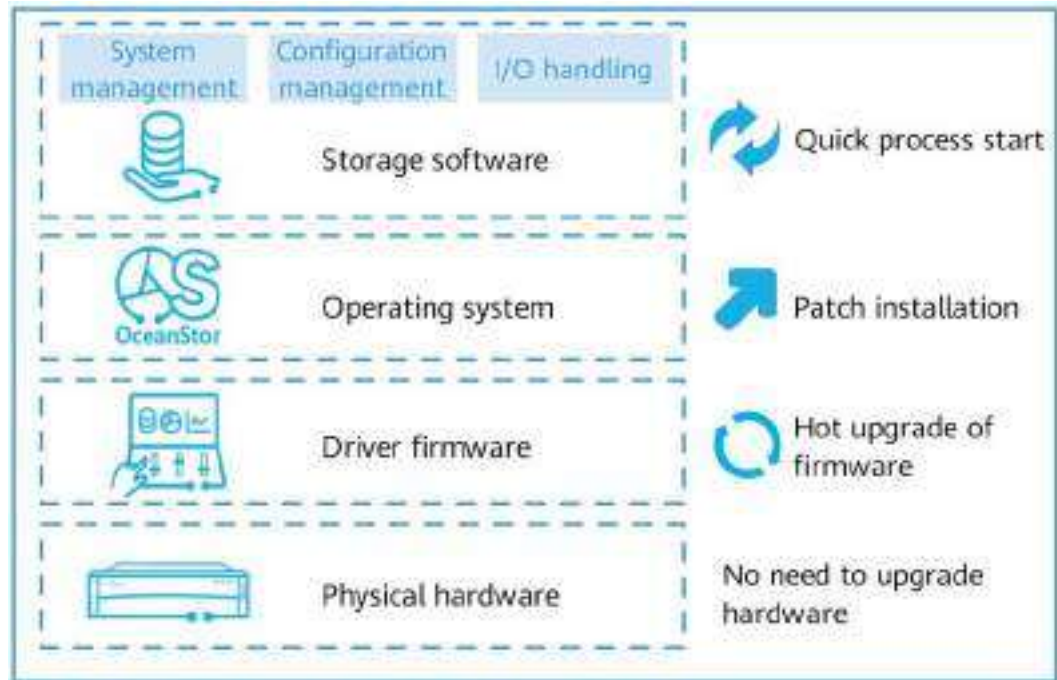 System
management
Configuration
management
I/O handling
Storage software
Quick process start
OceanStor
Operating system
Patch installation
Driver firmware
Hot upgrade of
firmware
Physical hardware
No need to upgrade
hardware